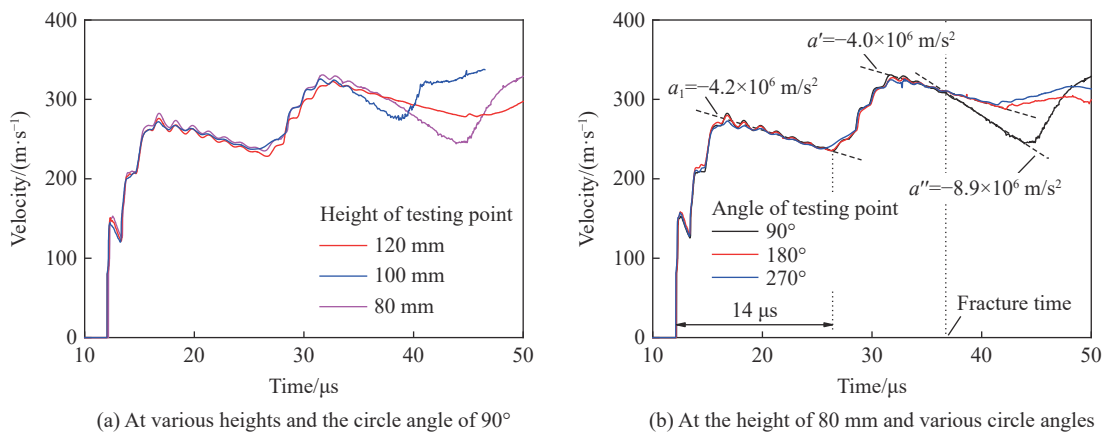 400
300
200
100
0
Velocity/(m·s⁻¹)
Height of testing point
120 mm
100 mm
80 mm
10 20 30 40 50
Time/μs
(a) At various heights and the circle angle of 90°
400
300
200
100
0
Velocity/(m·s⁻¹)
a′=−4.0×10⁶ m/s²
a₁=−4.2×10⁶ m/s²
a″=−8.9×10⁶ m/s²
Angle of testing point
90°
180°
270°
14 μs
Fracture time
10 20 30 40 50
Time/μs
(b) At the height of 80 mm and various circle angles